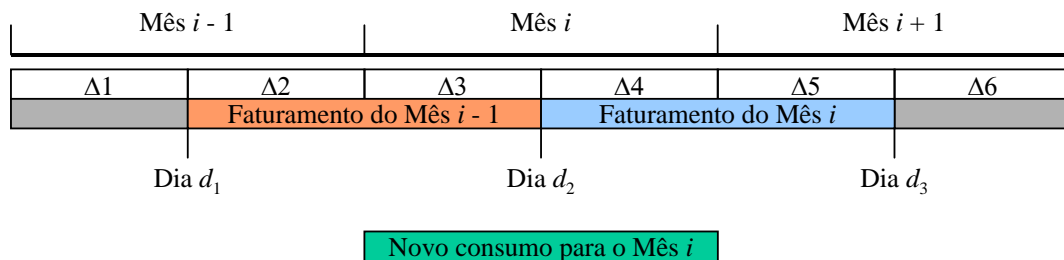 Mês i - 1 Mês i Mês i + 1
Δ1 Δ2 Δ3 Δ4 Δ5 Δ6
Faturamento do Mês i - 1 Faturamento do Mês i
Dia d1 Dia d2 Dia d3
Novo consumo para o Mês i